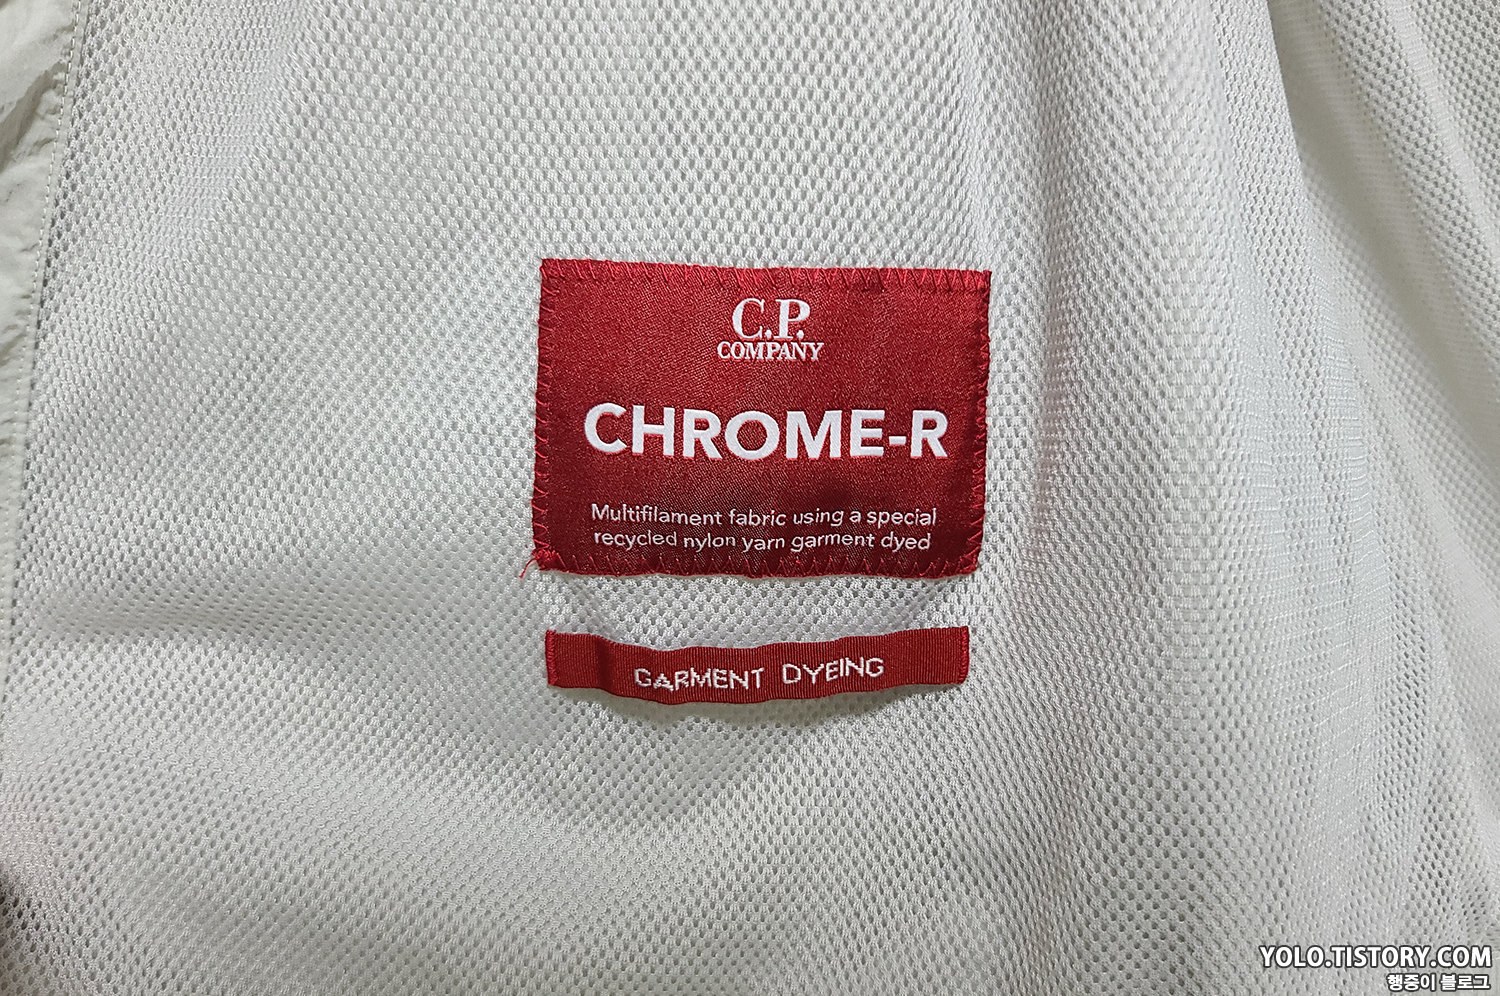 C.P.
COMPANY
CHROME-R
Multifilament fabric using a special
recycled nylon yarn garment dyed
GARMENT DYEING
YOLO.TISTORY.COM
행중이 블로그